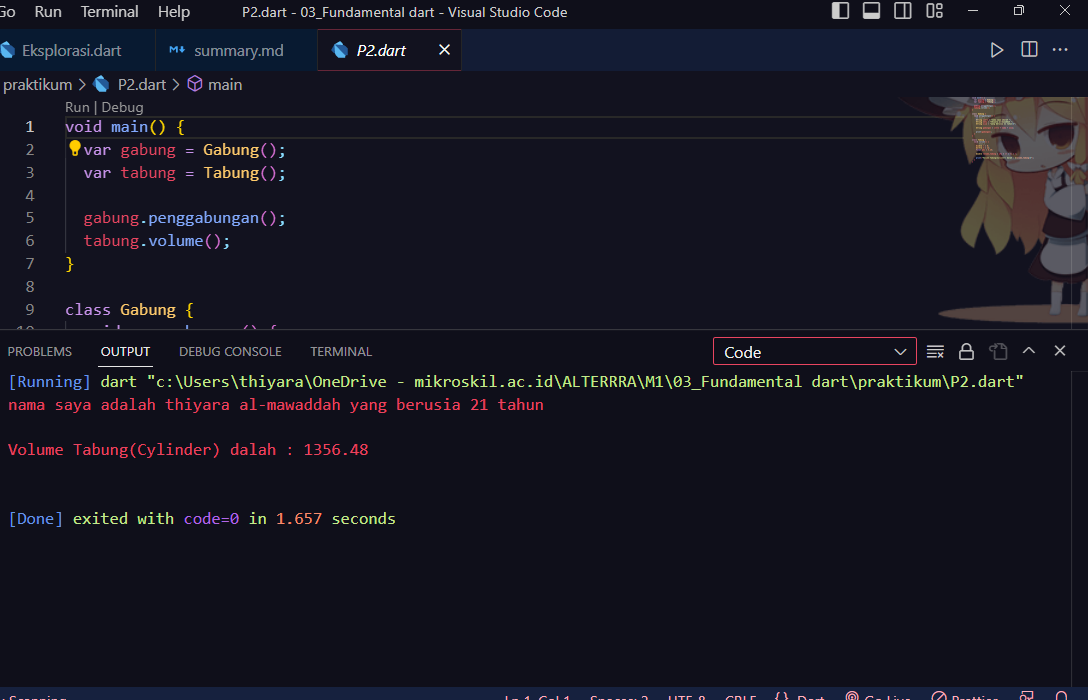 Run Terminal Help P2.dart - 03_Fundamental dart - Visual Studio Code
Eksplorasi.dart summary.md P2.dart
praktikum > P2.dart > main
Run | Debug
1 void main() {
2 var gabung = Gabung();
3 var tabung = Tabung();
4
5 gabung.penggabungan();
6 tabung.volume();
7 }
8
9 class Gabung {
PROBLEMS OUTPUT DEBUG CONSOLE TERMINAL Code
[Running] dart "c:\Users\thiyara\OneDrive - mikroskil.ac.id\ALTERRRA\M1\03_Fundamental dart\praktikum\P2.dart"
nama saya adalah thiyara al-mawaddah yang berusia 21 tahun
Volume Tabung(Cylinder) dalah : 1356.48
[Done] exited with code=0 in 1.657 seconds
Scanning Ln 1, Col 1 Spaces: 2 UTF-8 CRLF {} Dart Go Live Prettier